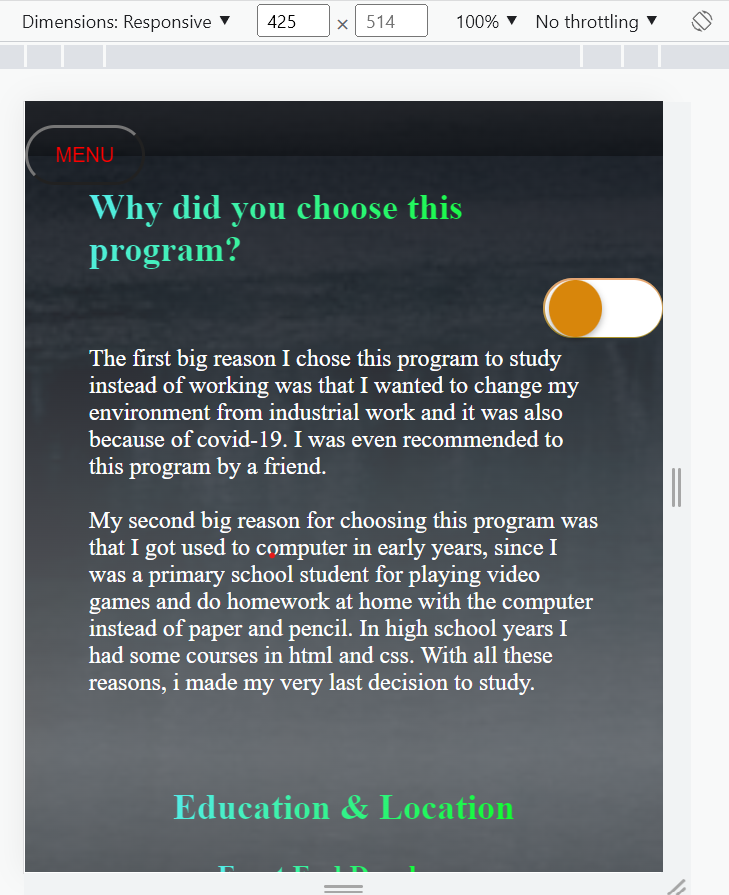 Dimensions: Responsive ▼ 425 × 514 100% ▼ No throttling ▼
MENU
Why did you choose this
program?
The first big reason I chose this program to study
instead of working was that I wanted to change my
environment from industrial work and it was also
because of covid-19. I was even recommended to
this program by a friend.
My second big reason for choosing this program was
that I got used to computer in early years, since I
was a primary school student for playing video
games and do homework at home with the computer
instead of paper and pencil. In high school years I
had some courses in html and css. With all these
reasons, i made my very last decision to study.
Education & Location